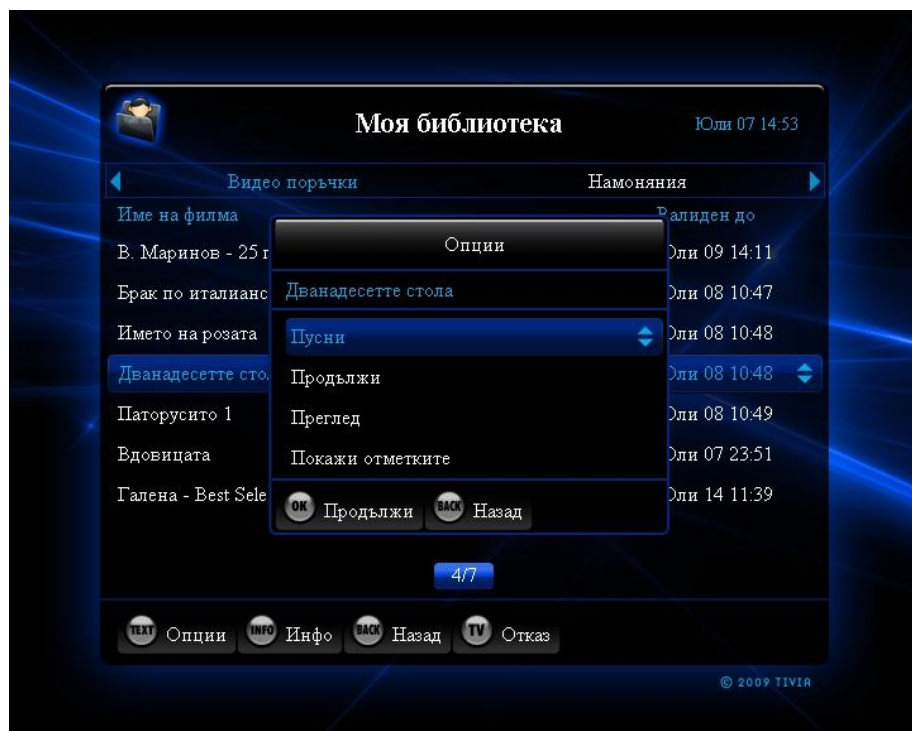 Моя библиотека
Юли 07 14:53
Видео поръчки Намоняния
Име на филма Валиден до
В. Маринов - 25 г Юли 09 14:11
Брак по италианс Юли 08 10:47
Името на розата Юли 08 10:48
Дванадесетте сто. Юли 08 10:48
Паторусито 1 Юли 08 10:49
Вдовицата Юли 07 23:51
Галена - Best Sele Юли 14 11:39
Опции
Дванадесетте стола
Пусни
Продължи
Преглед
Покажи отметките
OK Продължи BACK Назад
4/7
TEXT Опции INFO Инфо BACK Назад TV Отказ
© 2009 TIVIA